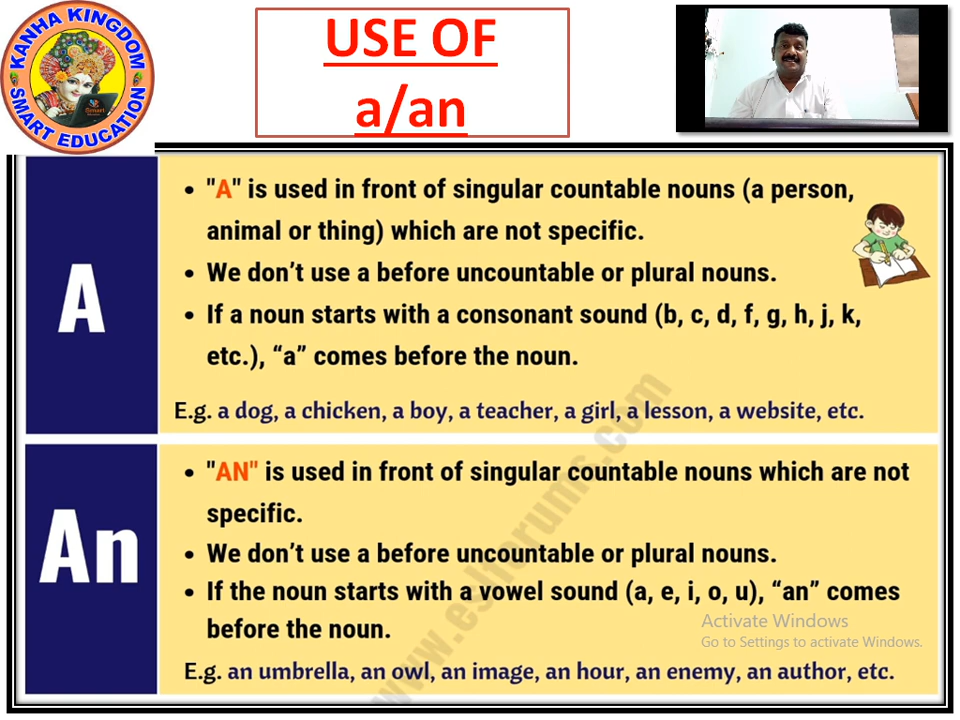 KANHA KINGDOM
SMART EDUCATION
USE OF
a/an
A
• "A" is used in front of singular countable nouns (a person,
animal or thing) which are not specific.
• We don’t use a before uncountable or plural nouns.
• If a noun starts with a consonant sound (b, c, d, f, g, h, j, k,
etc.), “a” comes before the noun.
E.g. a dog, a chicken, a boy, a teacher, a girl, a lesson, a website, etc.
An
• "AN" is used in front of singular countable nouns which are not
specific.
• We don’t use a before uncountable or plural nouns.
• If the noun starts with a vowel sound (a, e, i, o, u), “an” comes
before the noun.
E.g. an umbrella, an owl, an image, an hour, an enemy, an author, etc.
www.eslforums.com
Activate Windows
Go to Settings to activate Windows.